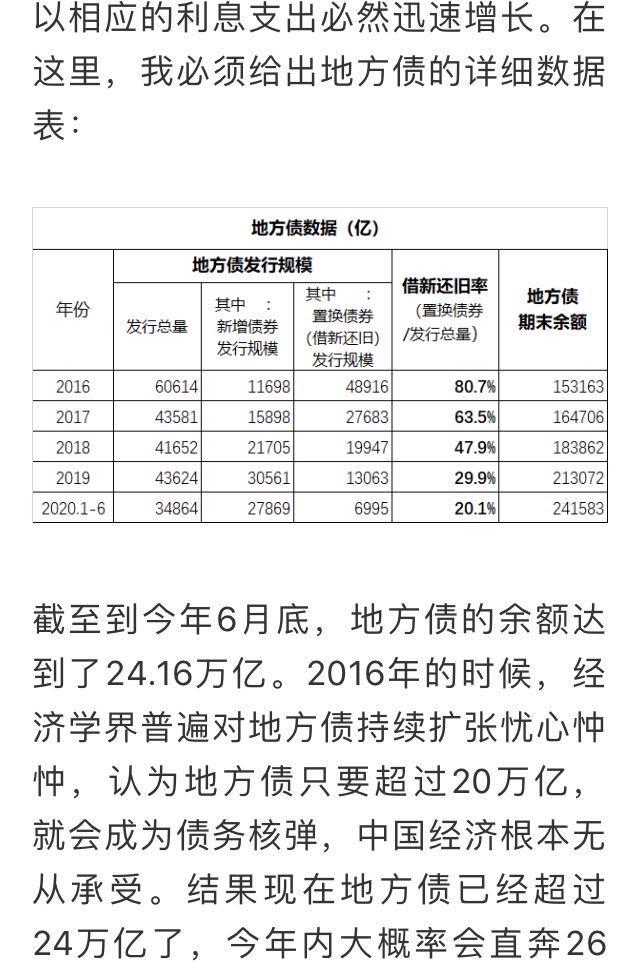 以相应的利息支出必然迅速增长。在
这里，我必须给出地方债的详细数据
表：
地方债数据（亿）
年份
地方债发行规模
发行总量
其中：
新增债券
发行规模
其中：
置换债券
（借新还旧）
发行规模
借新还旧率
（置换债券
/发行总量）
地方债
期末余额
2016 60614 11698 48916 80.7% 153163
2017 43581 15898 27683 63.5% 164706
2018 41652 21705 19947 47.9% 183862
2019 43624 30561 13063 29.9% 213072
2020.1-6 34864 27869 6995 20.1% 241583
截至到今年6月底，地方债的余额达
到了24.16万亿。2016年的时候，经
济学界普遍对地方债持续扩张忧心忡
忡，认为地方债只要超过20万亿，
就会成为债务核弹，中国经济根本无
从承受。结果现在地方债已经超过
24万亿了，今年内大概率会直奔26